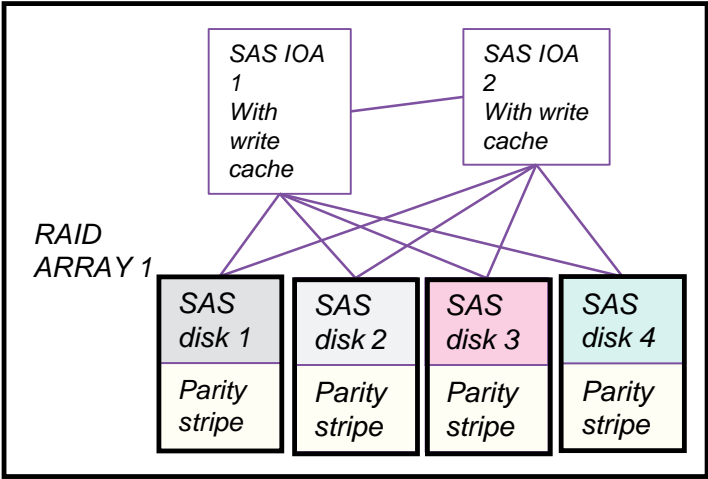 SAS IOA
1
With
write
cache
SAS IOA
2
With write
cache
RAID
ARRAY 1
SAS
disk 1
SAS
disk 2
SAS
disk 3
SAS
disk 4
Parity
stripe
Parity
stripe
Parity
stripe
Parity
stripe